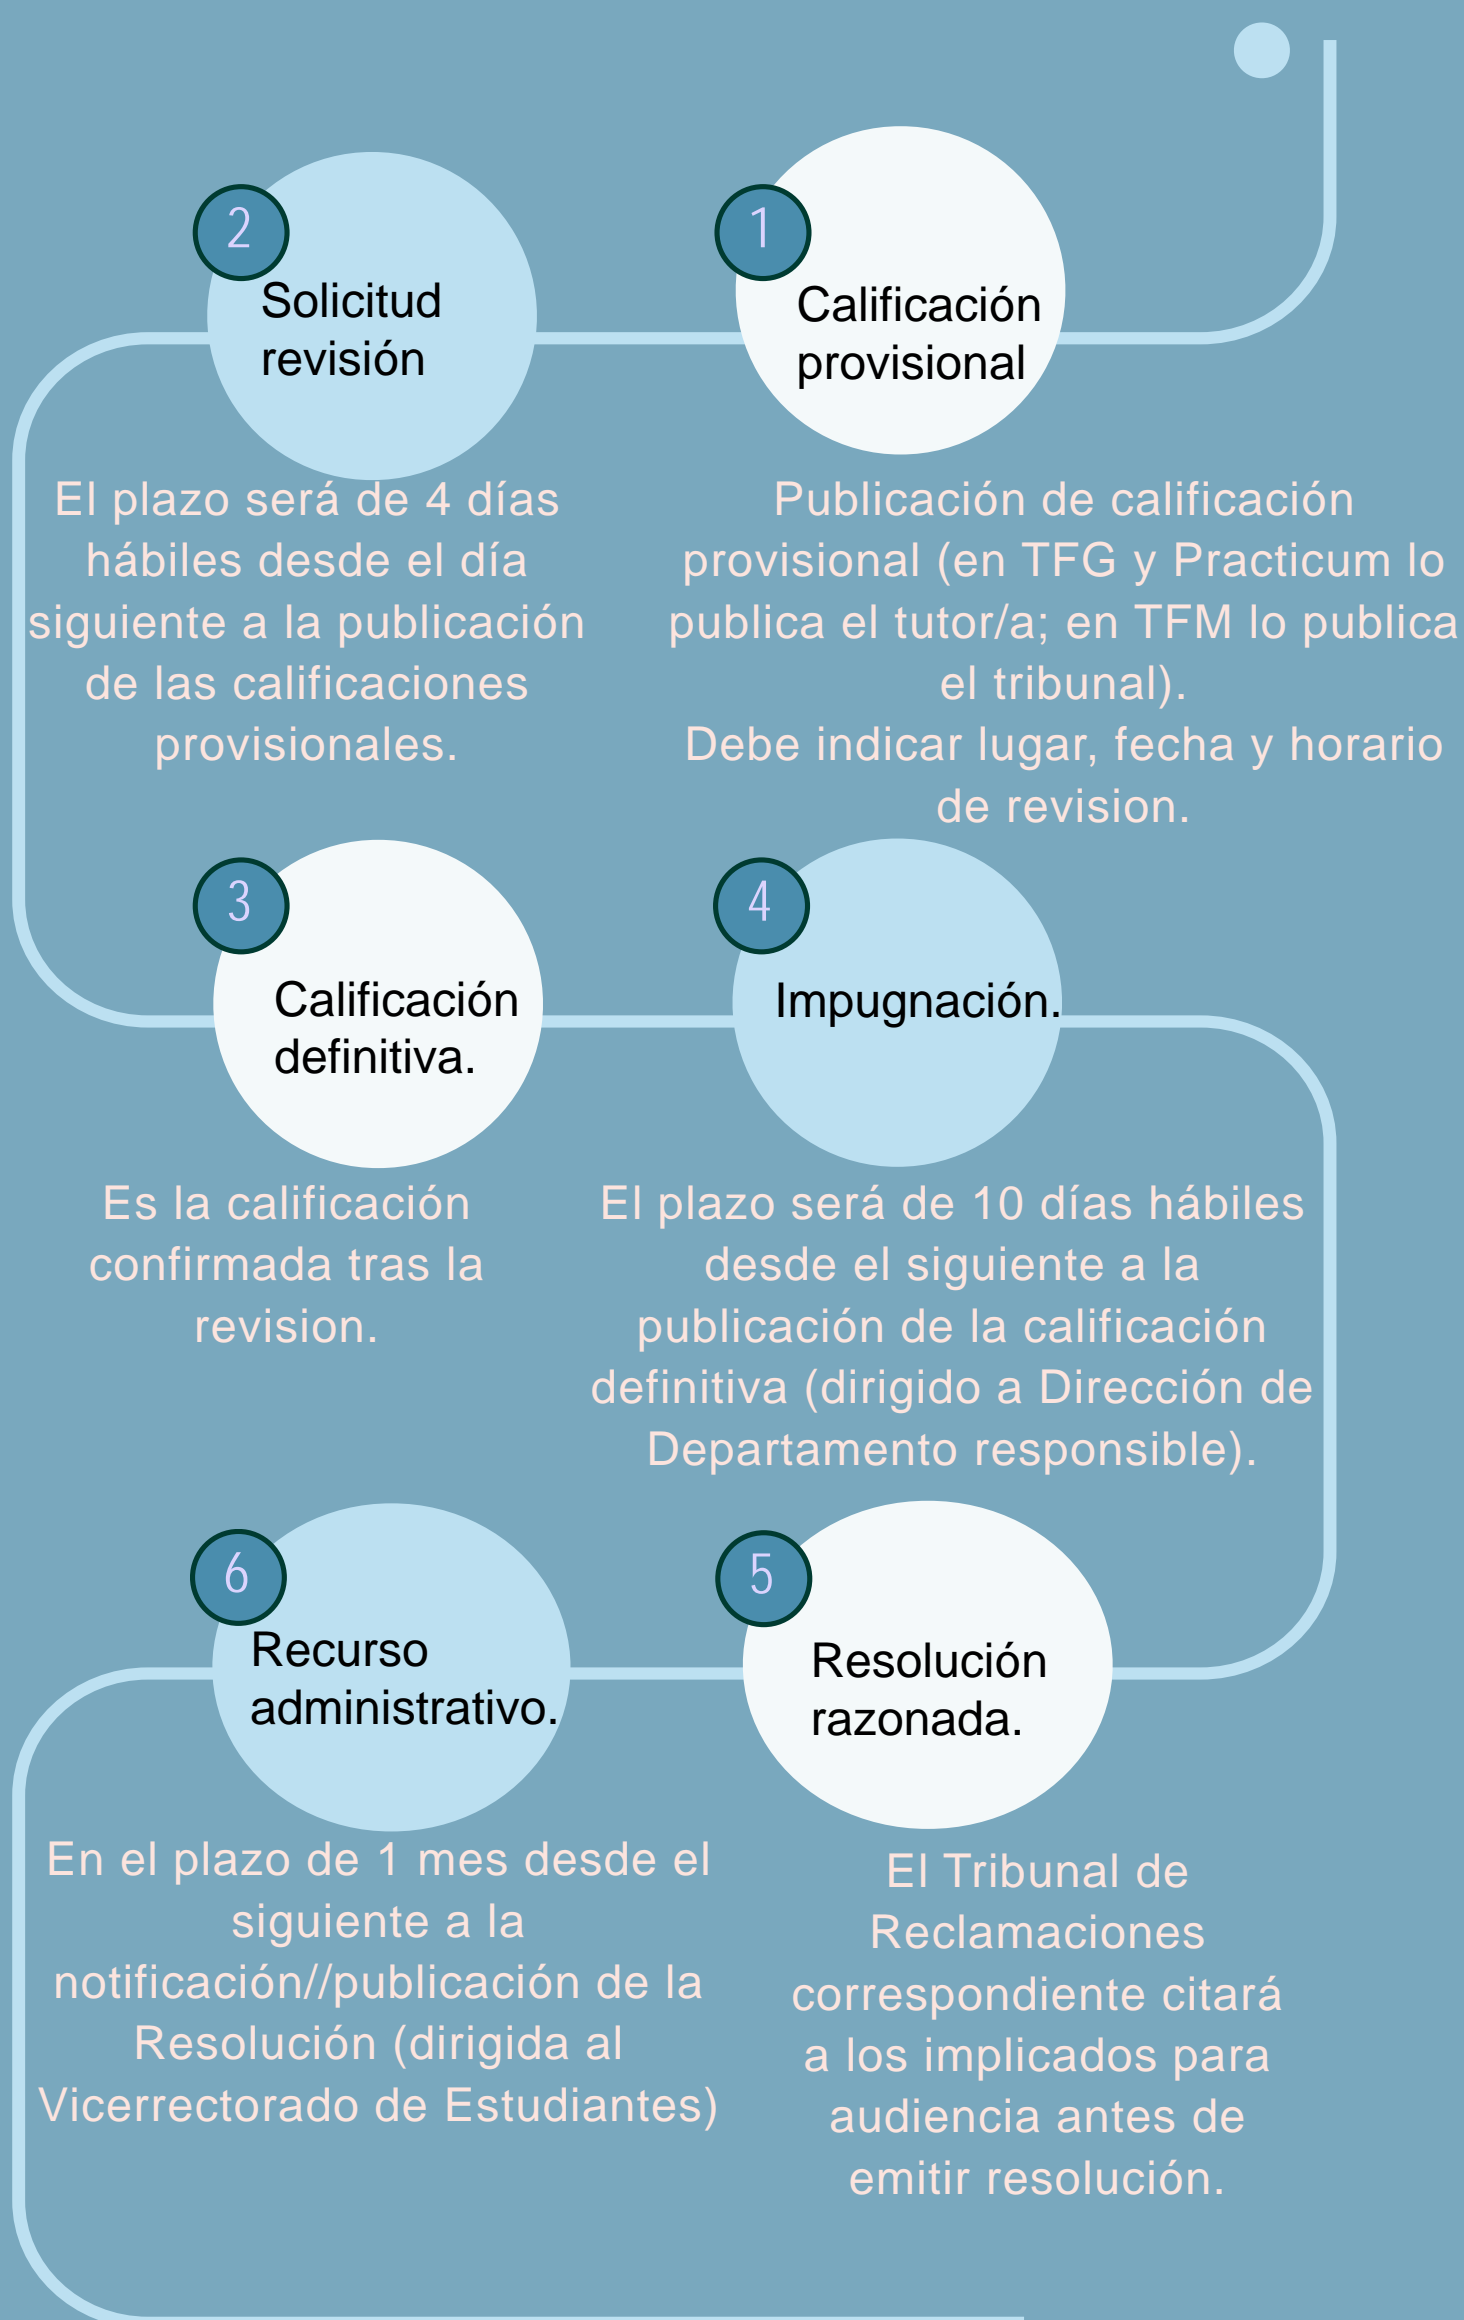 1
Calificación
provisional
Publicación de calificación
provisional (en TFG y Practicum lo
publica el tutor/a; en TFM lo publica
el tribunal).
Debe indicar lugar, fecha y horario
de revision.
2
Solicitud
revisión
El plazo será de 4 días
hábiles desde el día
siguiente a la publicación
de las calificaciones
provisionales.
3
Calificación
definitiva.
Es la calificación
confirmada tras la
revision.
4
Impugnación.
El plazo será de 10 días hábiles
desde el siguiente a la
publicación de la calificación
definitiva (dirigido a Dirección de
Departamento responsible).
5
Resolución
razonada.
El Tribunal de
Reclamaciones
correspondiente citará
a los implicados para
audiencia antes de
emitir resolución.
6
Recurso
administrativo.
En el plazo de 1 mes desde el
siguiente a la
notificación//publicación de la
Resolución (dirigida al
Vicerrectorado de Estudiantes)